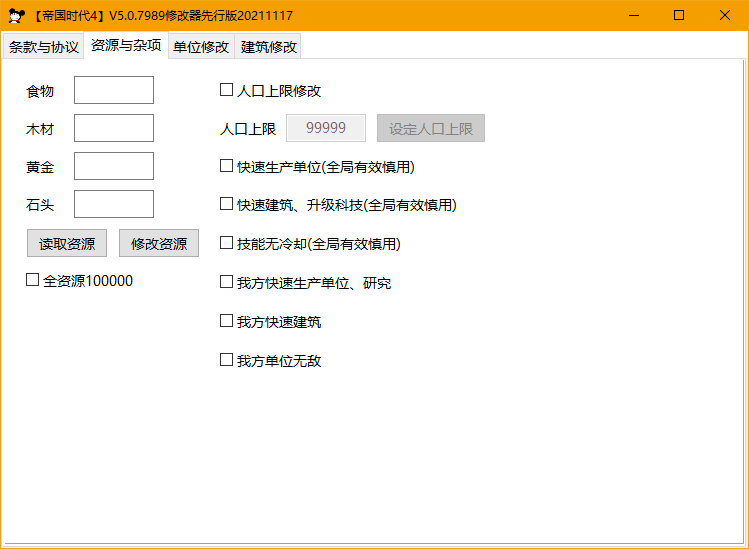 【帝国时代4】V5.0.7989修改器先行版20211117
条款与协议 资源与杂项 单位修改 建筑修改
食物
木材
黄金
石头
读取资源 修改资源
全资源100000
人口上限修改
人口上限 99999 设定人口上限
快速生产单位(全局有效慎用)
快速建筑、升级科技(全局有效慎用)
技能无冷却(全局有效慎用)
我方快速生产单位、研究
我方快速建筑
我方单位无敌